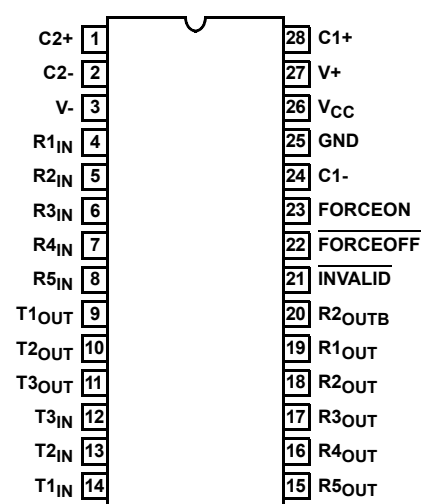 C2+ 1 28 C1+
C2- 2 27 V+
V- 3 26 VCC
R1IN 4 25 GND
R2IN 5 24 C1-
R3IN 6 23 FORCEON
R4IN 7 22 FORCEOFF
R5IN 8 21 INVALID
T1OUT 9 20 R2OUTB
T2OUT 10 19 R1OUT
T3OUT 11 18 R2OUT
T3IN 12 17 R3OUT
T2IN 13 16 R4OUT
T1IN 14 15 R5OUT